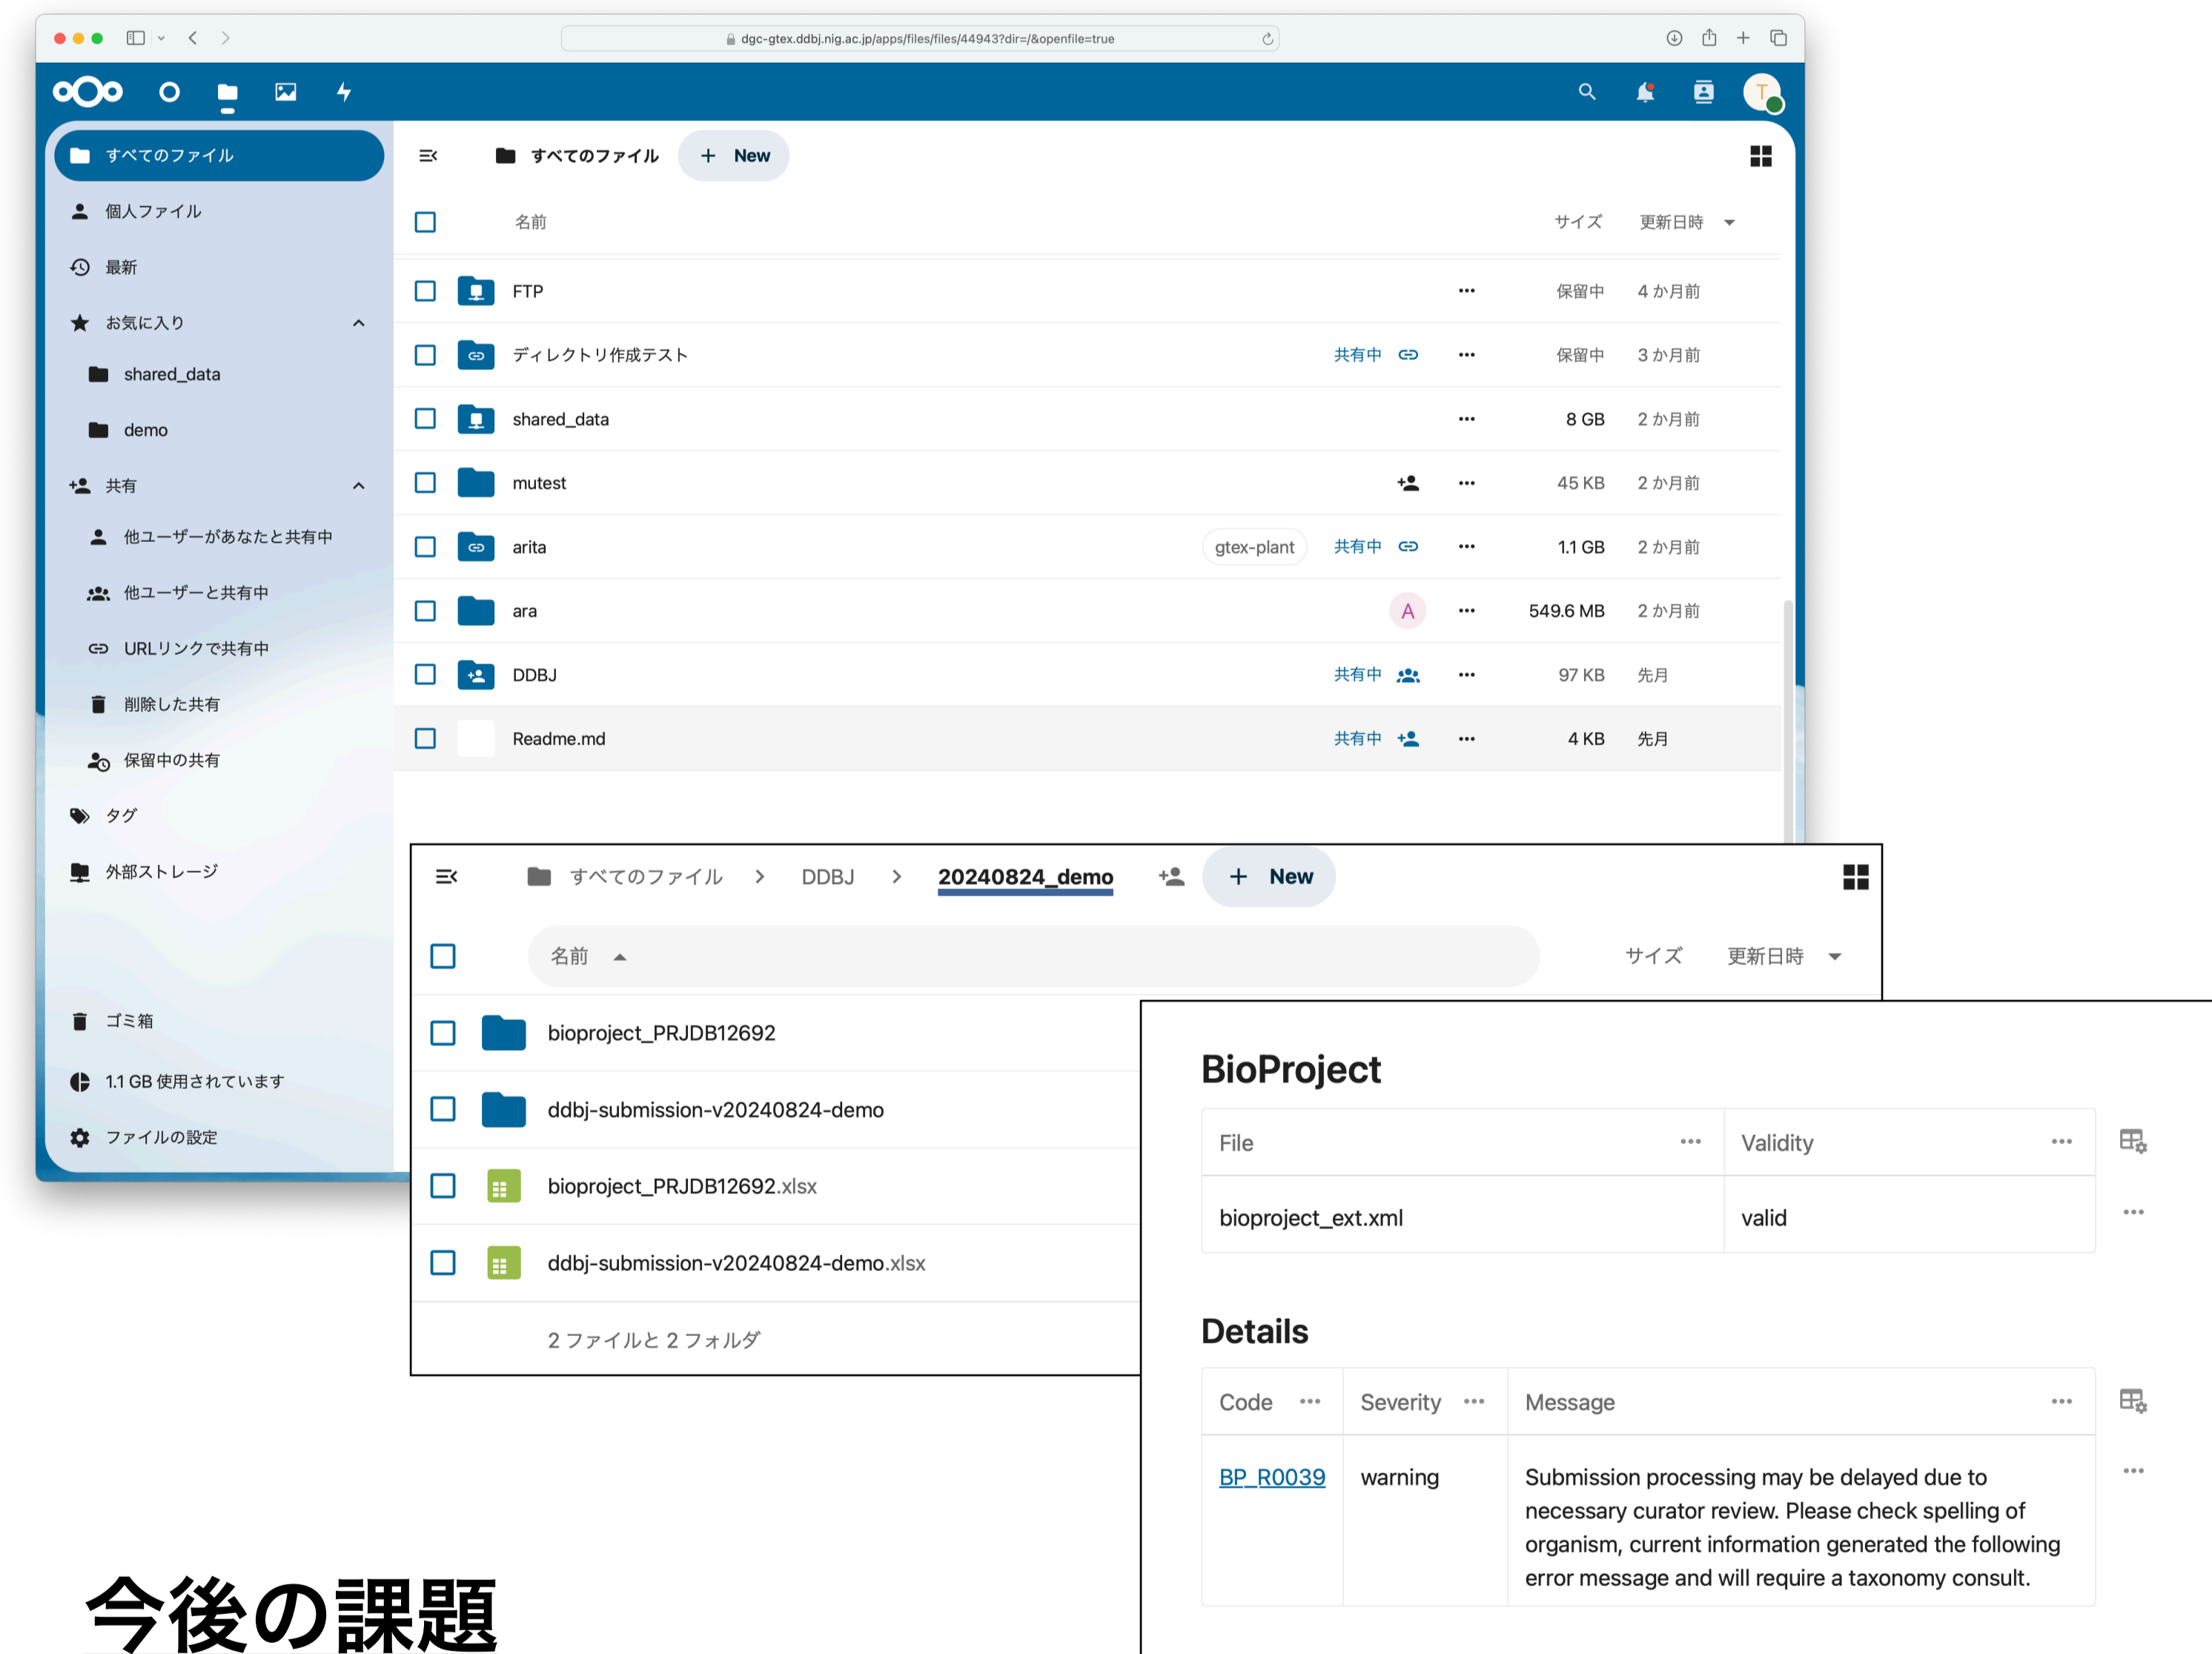 dgc-gtex.ddbj.nig.ac.jp/apps/files/files/44943?dir=/&openfile=true
T
すべてのファイル
個人ファイル
最新
お気に入り
shared_data
demo
共有
他ユーザーがあなたと共有中
他ユーザーと共有中
URLリンクで共有中
削除した共有
保留中の共有
タグ
外部ストレージ
ゴミ箱
1.1 GB 使用されています
ファイルの設定
すべてのファイル + New
名前 サイズ 更新日時
FTP 保留中 4 か月前
ディレクトリ作成テスト 共有中 保留中 3 か月前
shared_data 8 GB 2 か月前
mutest 45 KB 2 か月前
arita gtex-plant 共有中 1.1 GB 2 か月前
ara A 549.6 MB 2 か月前
DDBJ 共有中 97 KB 先月
Readme.md 共有中 4 KB 先月
すべてのファイル > DDBJ > 20240824_demo + New
名前 サイズ 更新日時
bioproject_PRJDB12692
ddbj-submission-v20240824-demo
bioproject_PRJDB12692.xlsx
ddbj-submission-v20240824-demo.xlsx
2 ファイルと 2 フォルダ
BioProject
File Validity
bioproject_ext.xml valid
Details
Code Severity Message
BP_R0039 warning Submission processing may be delayed due to
necessary curator review. Please check spelling of
organism, current information generated the following
error message and will require a taxonomy consult.
今後の課題